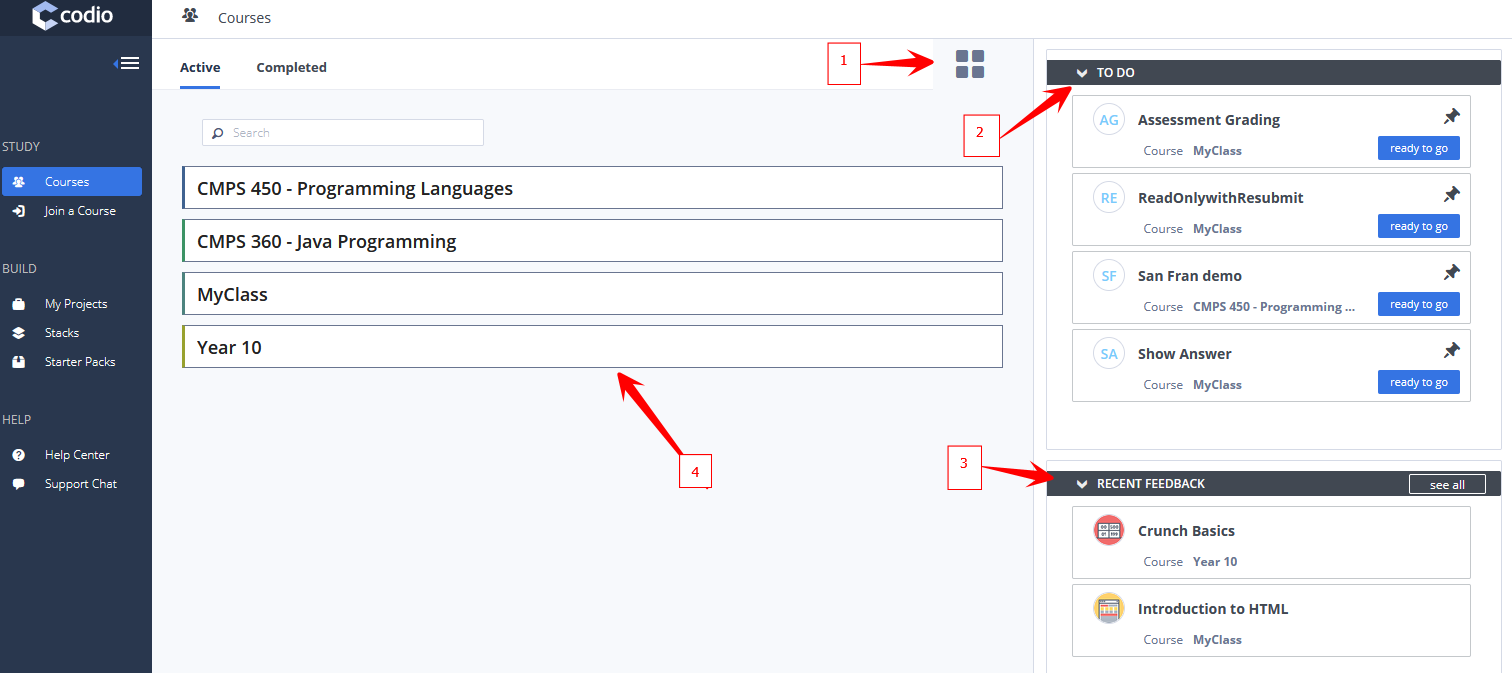 codio
Courses
STUDY
Courses
Join a Course
BUILD
My Projects
Stacks
Starter Packs
HELP
Help Center
Support Chat
Active Completed
1
Search
CMPS 450 - Programming Languages
CMPS 360 - Java Programming
MyClass
Year 10
4
2
TO DO
AG Assessment Grading
Course MyClass ready to go
RE ReadOnlywithResubmit
Course MyClass ready to go
SF San Fran demo
Course CMPS 450 - Programming ... ready to go
SA Show Answer
Course MyClass ready to go
3
RECENT FEEDBACK see all
Crunch Basics
Course Year 10
Introduction to HTML
Course MyClass